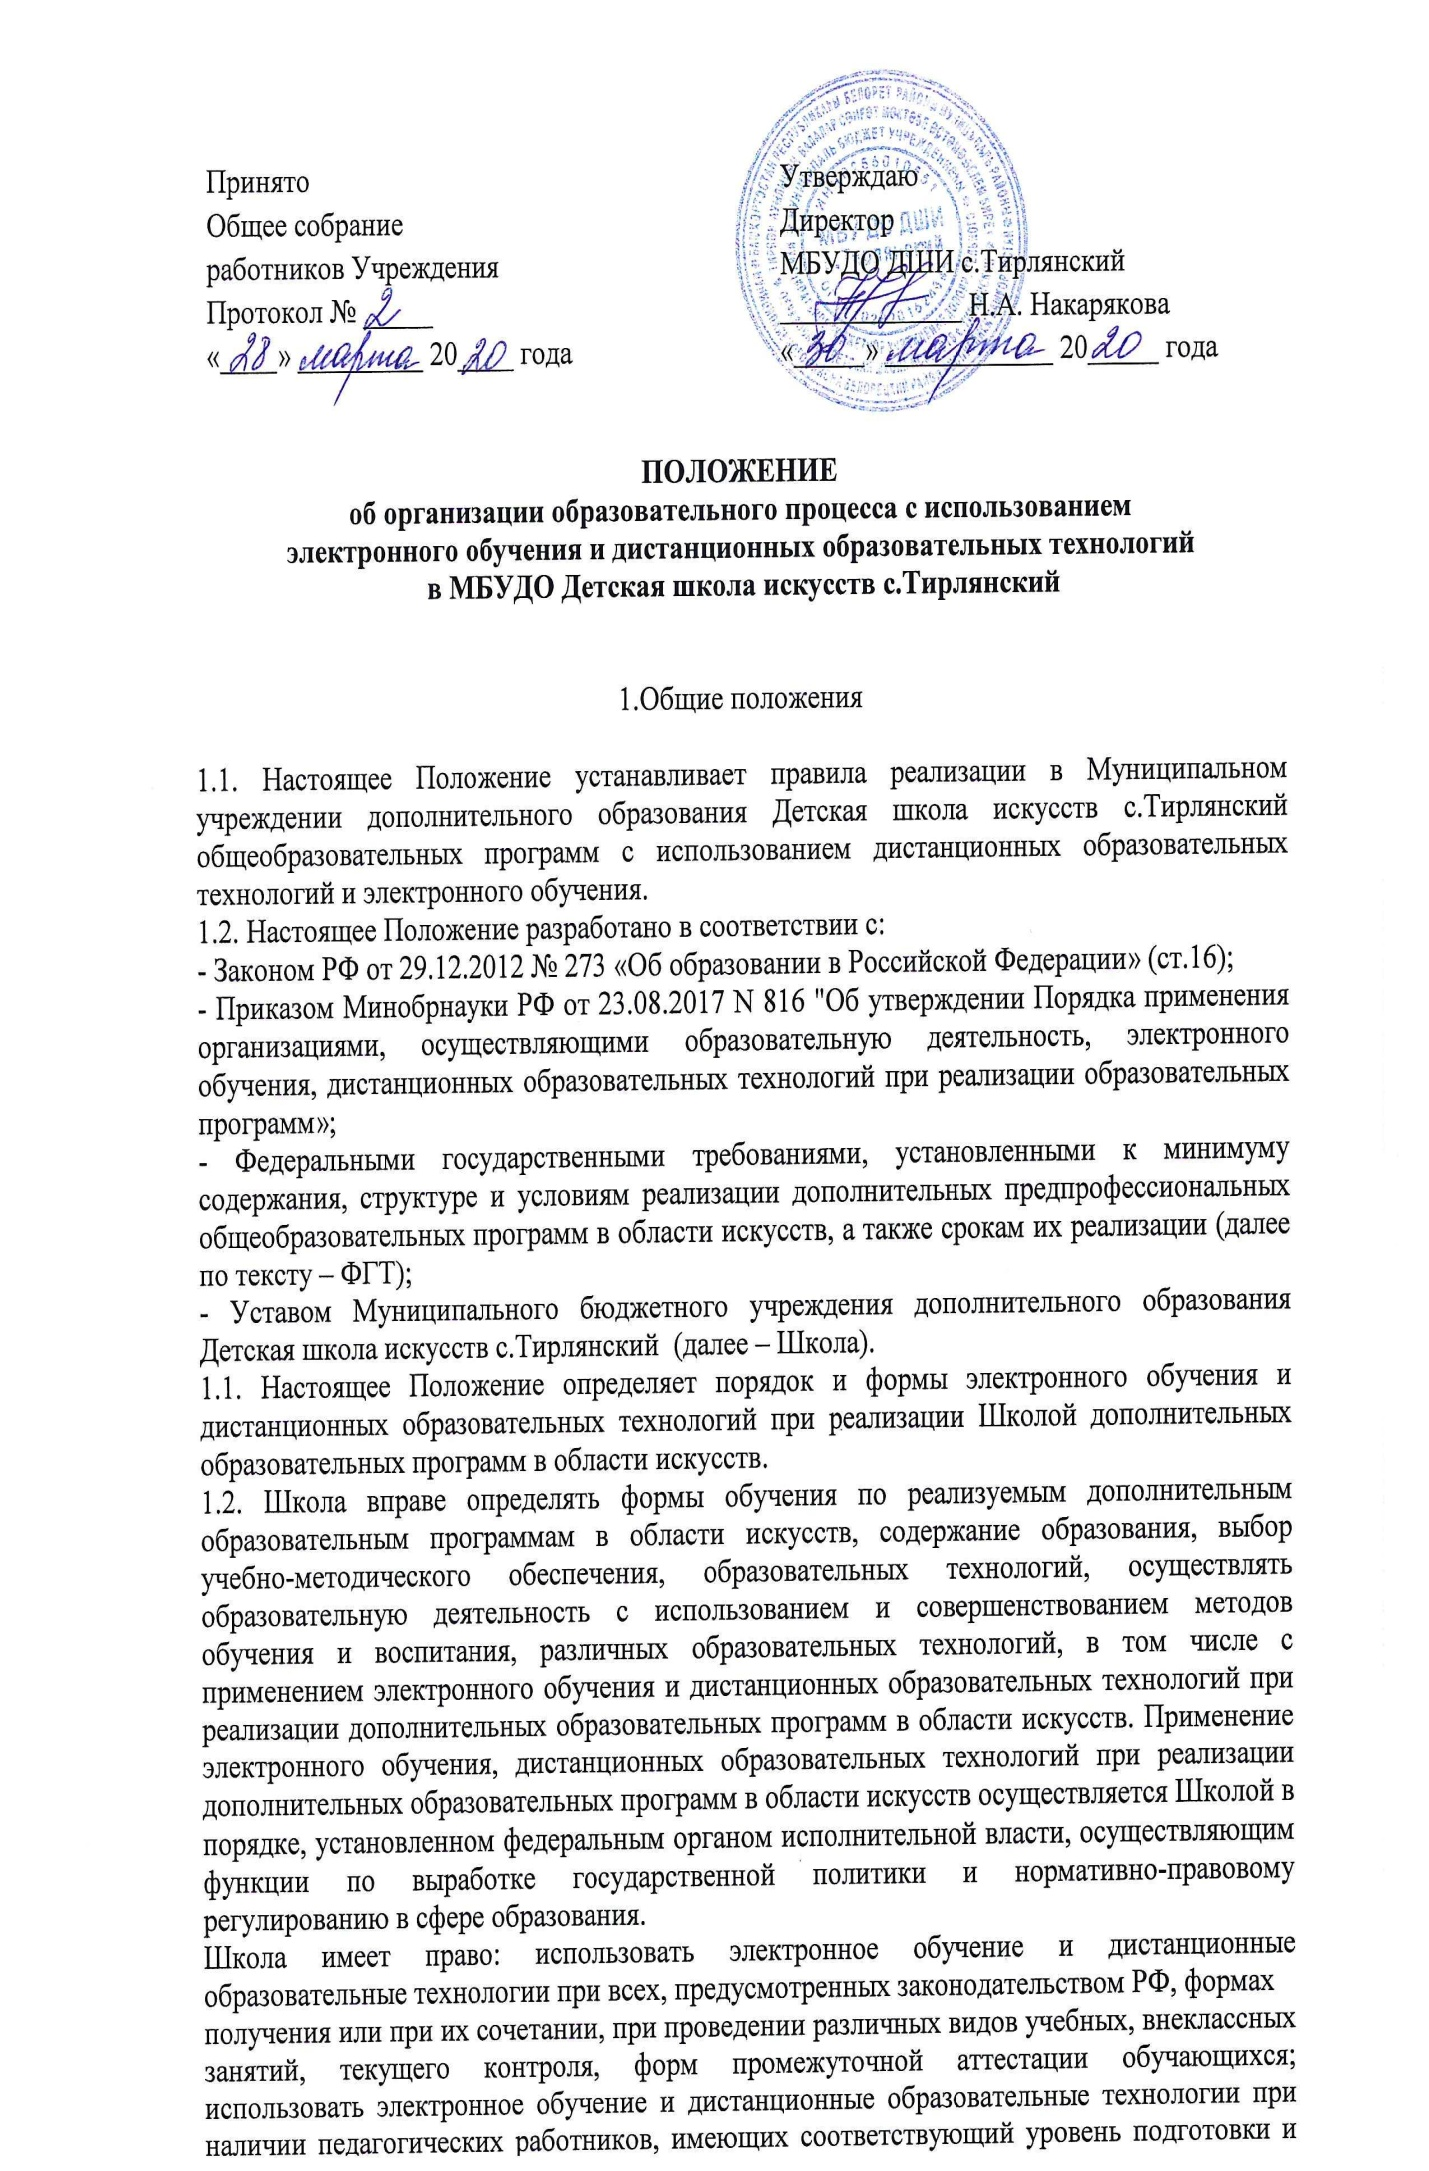 Принято
Общее собрание
работников Учреждения
Протокол № 2
«28» марта 2020 года
Утверждаю
Директор
МБУДО ДШИ с.Тирлянский
Н.А. Накарякова
«30» марта 2020 года
ПОЛОЖЕНИЕ
об организации образовательного процесса с использованием
электронного обучения и дистанционных образовательных технологий
в МБУДО Детская школа искусств с.Тирлянский
1.Общие положения
1.1. Настоящее Положение устанавливает правила реализации в Муниципальном
учреждении дополнительного образования Детская школа искусств с.Тирлянский
общеобразовательных программ с использованием дистанционных образовательных
технологий и электронного обучения.
1.2. Настоящее Положение разработано в соответствии с:
- Законом РФ от 29.12.2012 № 273 «Об образовании в Российской Федерации» (ст.16);
- Приказом Минобрнауки РФ от 23.08.2017 N 816 "Об утверждении Порядка применения
организациями, осуществляющими образовательную деятельность, электронного
обучения, дистанционных образовательных технологий при реализации образовательных
программ»;
- Федеральными государственными требованиями, установленными к минимуму
содержания, структуре и условиям реализации дополнительных предпрофессиональных
общеобразовательных программ в области искусств, а также срокам их реализации (далее
по тексту – ФГТ);
- Уставом Муниципального бюджетного учреждения дополнительного образования
Детская школа искусств с.Тирлянский (далее – Школа).
1.1. Настоящее Положение определяет порядок и формы электронного обучения и
дистанционных образовательных технологий при реализации Школой дополнительных
образовательных программ в области искусств.
1.2. Школа вправе определять формы обучения по реализуемым дополнительным
образовательным программам в области искусств, содержание образования, выбор
учебно-методического обеспечения, образовательных технологий, осуществлять
образовательную деятельность с использованием и совершенствованием методов
обучения и воспитания, различных образовательных технологий, в том числе с
применением электронного обучения и дистанционных образовательных технологий при
реализации дополнительных образовательных программ в области искусств. Применение
электронного обучения, дистанционных образовательных технологий при реализации
дополнительных образовательных программ в области искусств осуществляется Школой в
порядке, установленном федеральным органом исполнительной власти, осуществляющим
функции по выработке государственной политики и нормативно-правовому
регулированию в сфере образования.
Школа имеет право: использовать электронное обучение и дистанционные
образовательные технологии при всех, предусмотренных законодательством РФ, формах
получения или при их сочетании, при проведении различных видов учебных, внеклассных
занятий, текущего контроля, форм промежуточной аттестации обучающихся;
использовать электронное обучение и дистанционные образовательные технологии при
наличии педагогических работников, имеющих соответствующий уровень подготовки и